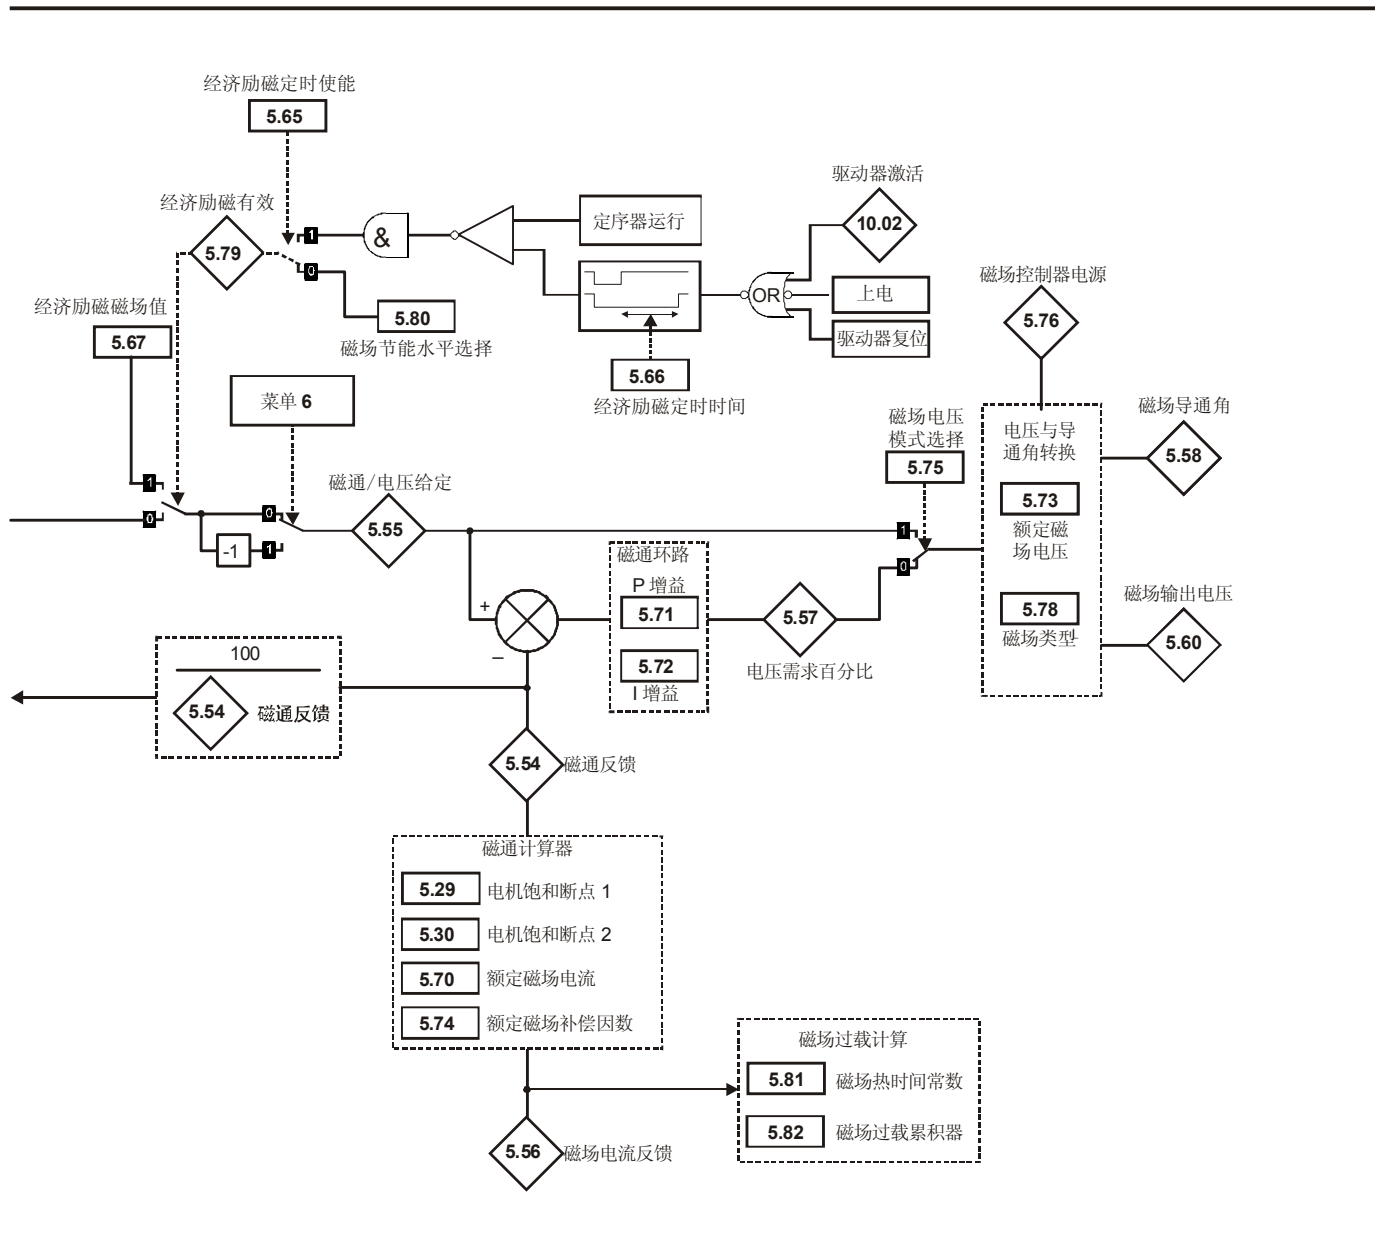 经济励磁定时使能
5.65
驱动器激活
10.02
经济励磁有效
5.79
1
0
&
定序器运行
OR
上电
驱动器复位
5.80
磁场节能水平选择
5.66
经济励磁定时时间
磁场控制器电源
5.76
经济励磁磁场值
5.67
菜单 6
磁场电压
模式选择
5.75
电压与导
通角转换
5.73
额定磁
场电压
5.78
磁场类型
磁场导通角
5.58
磁场输出电压
5.60
1
0
0
1
-1
磁通/电压给定
5.55
1
0
+
–
磁通环路
P 增益
5.71
5.72
I 增益
5.57
电压需求百分比
100
5.54
磁通反馈
5.54
磁通反馈
磁通计算器
5.29 电机饱和断点 1
5.30 电机饱和断点 2
5.70 额定磁场电流
5.74 额定磁场补偿因数
磁场过载计算
5.81 磁场热时间常数
5.82 磁场过载累积器
5.56
磁场电流反馈